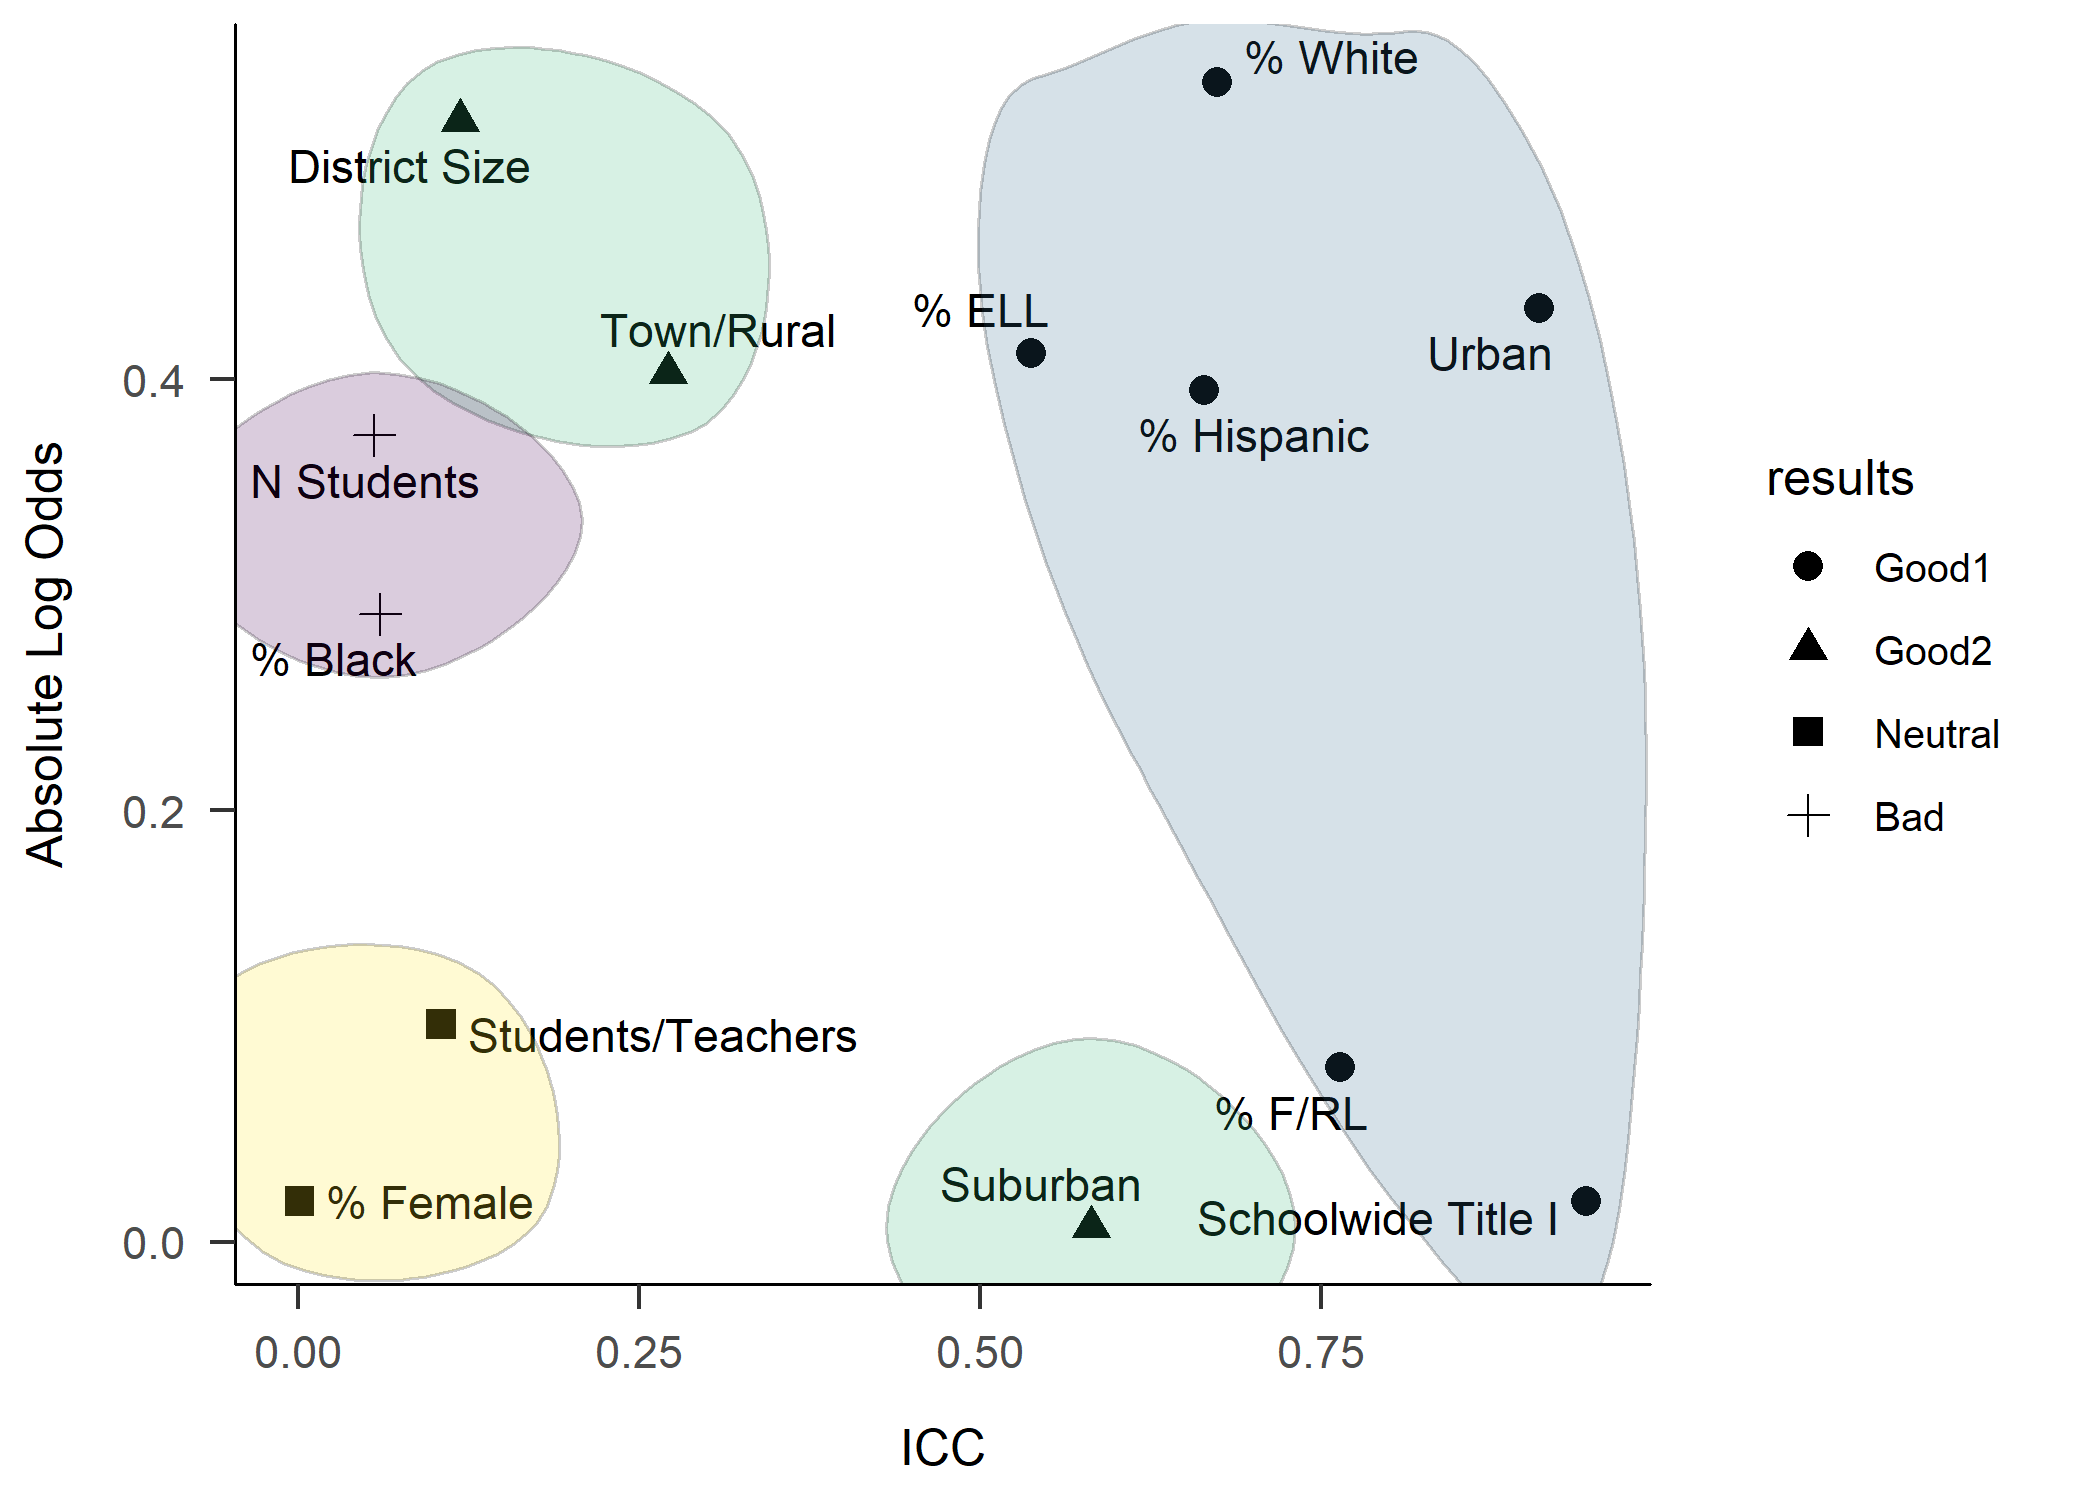 % White
District Size
% ELL
Town/Rural
Urban
0.4
% Hispanic
N Students
% Black
Absolute Log Odds
0.2
Students/Teachers
% F/RL
Suburban
% Female
Schoolwide Title I
0.0
0.00
0.25
0.50
0.75
ICC
results
Good1
Good2
Neutral
Bad